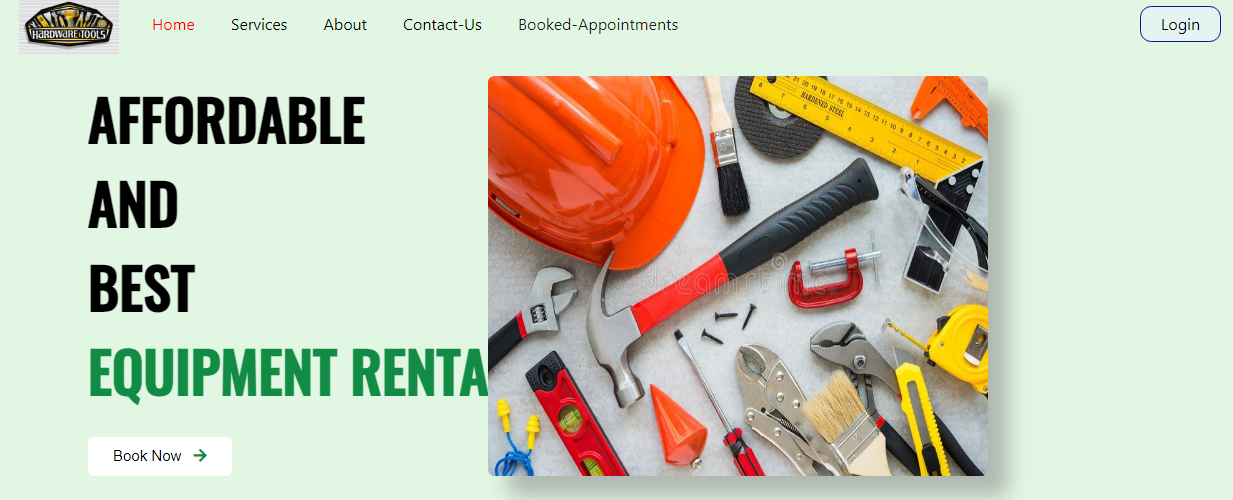 HARDWARE TOOLS
Home
Services
About
Contact-Us
Booked-Appointments
Login
AFFORDABLE
AND
BEST
EQUIPMENT RENTA
Book Now
HARDENED STEEL
dreamstime